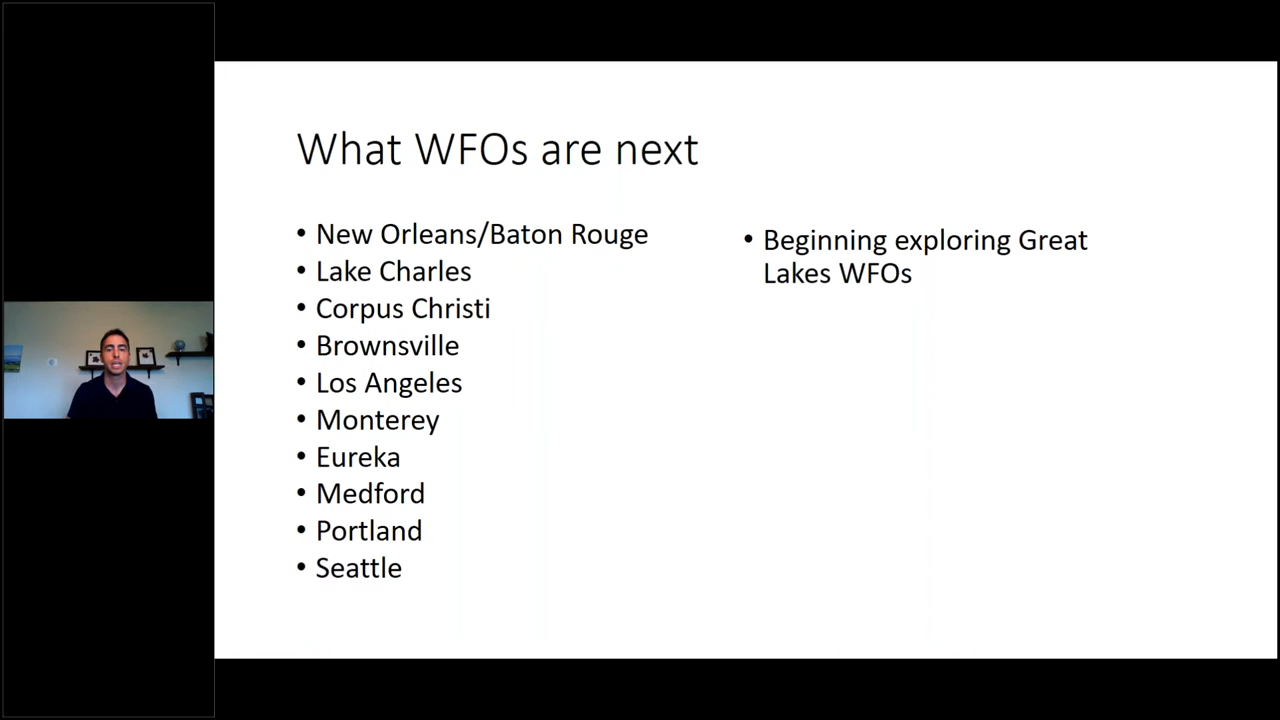 What WFOs are next
• New Orleans/Baton Rouge
• Lake Charles
• Corpus Christi
• Brownsville
• Los Angeles
• Monterey
• Eureka
• Medford
• Portland
• Seattle
• Beginning exploring Great
Lakes WFOs